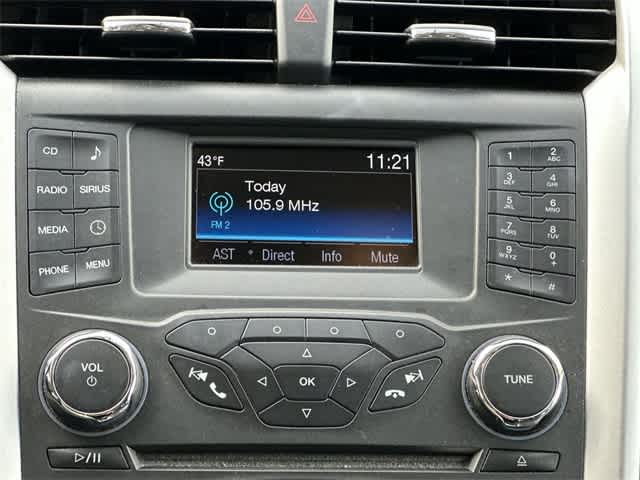 43°F 11:21
Today
105.9 MHz
FM 2
AST Direct Info Mute
CD
RADIO SIRIUS
MEDIA
PHONE MENU
1 2 ABC
3 DEF 4 GHI
5 JKL 6 MNO
7 PQRS 8 TUV
9 WXYZ 0 +
* #
VOL
OK
TUNE